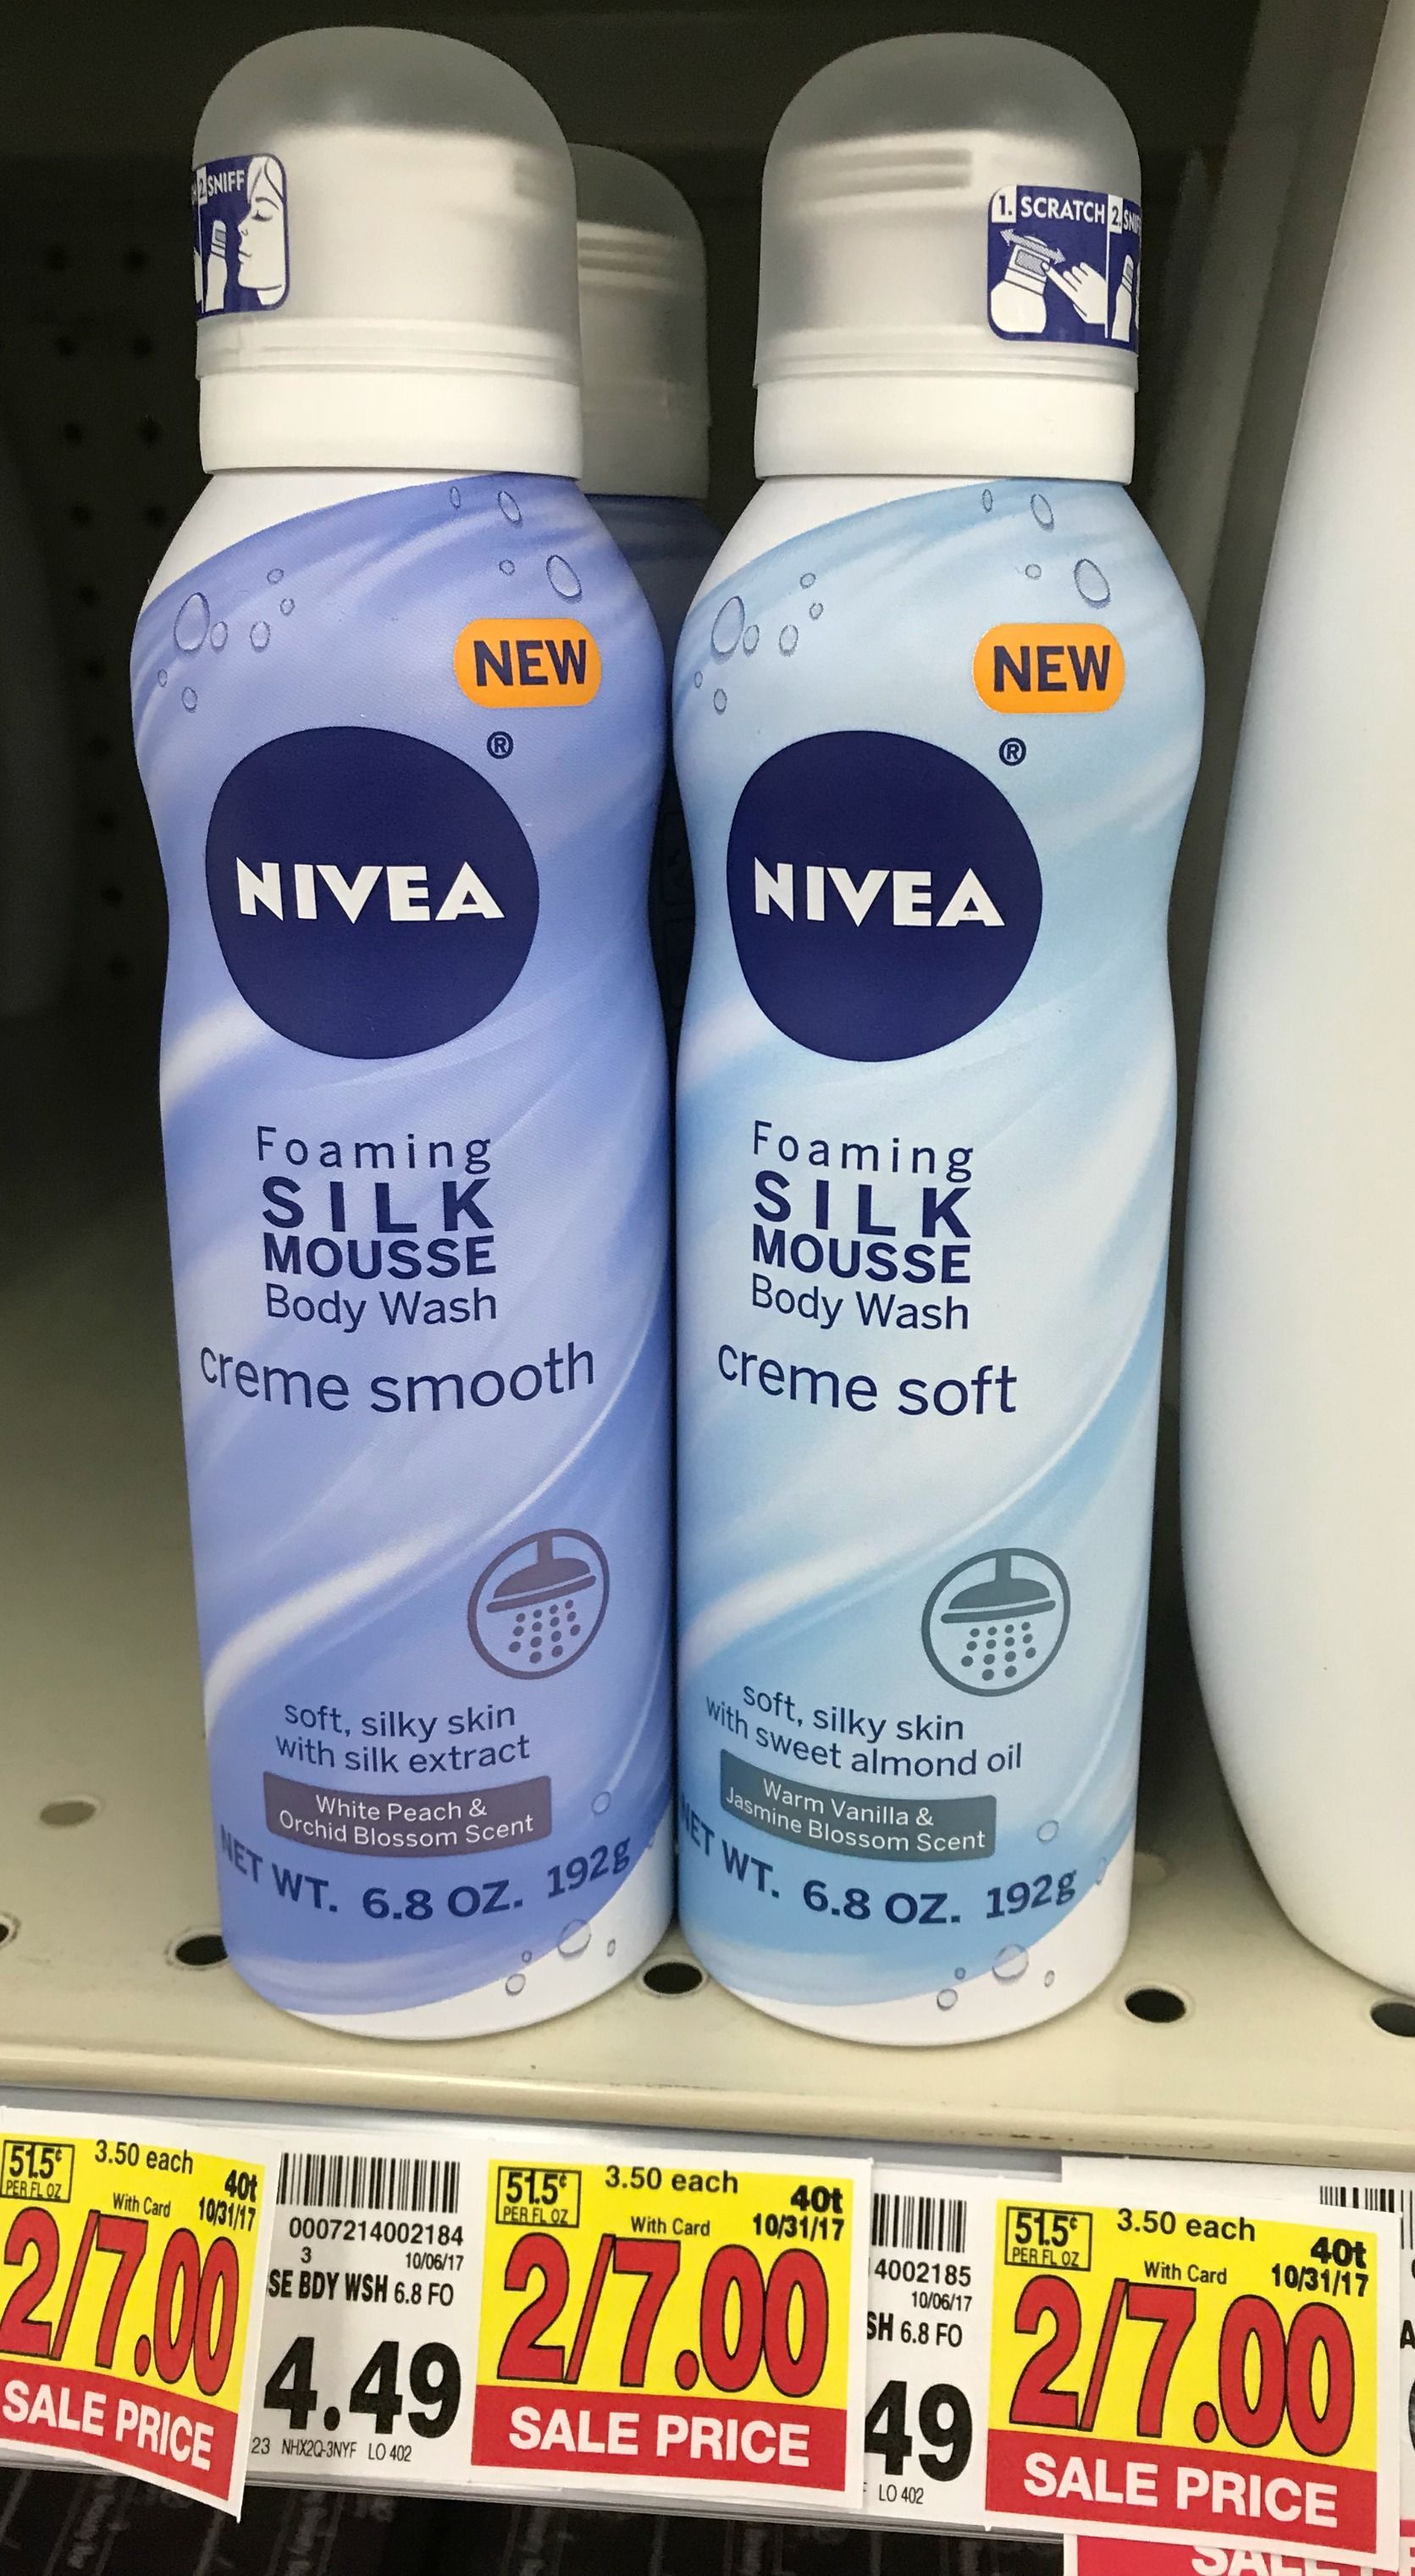 2 SNIFF
1. SCRATCH 2.
NEW
NIVEA
®
Foaming
SILK
MOUSSE
Body Wash
creme smooth
soft, silky skin
with silk extract
White Peach &
Orchid Blossom Scent
NET WT. 6.8 OZ. 192g
NEW
NIVEA
®
Foaming
SILK
MOUSSE
Body Wash
creme soft
soft, silky skin
with sweet almond oil
Warm Vanilla &
Jasmine Blossom Scent
NET WT. 6.8 OZ. 192g
51.5¢
PER FL OZ
3.50 each
40t
With Card
10/31/17
2/7.00
SALE PRICE
0007214002184
3 10/06/17
SE BDY WSH 6.8 FO
4.49
23 NHX2Q-3NYF LO 402
51.5¢
PER FL OZ
3.50 each
40t
With Card
10/31/17
2/7.00
SALE PRICE
4002185
10/06/17
SH 6.8 FO
49
LO 402
51.5¢
PER FL OZ
3.50 each
40t
With Card
10/31/17
2/7.00
SALE PRICE